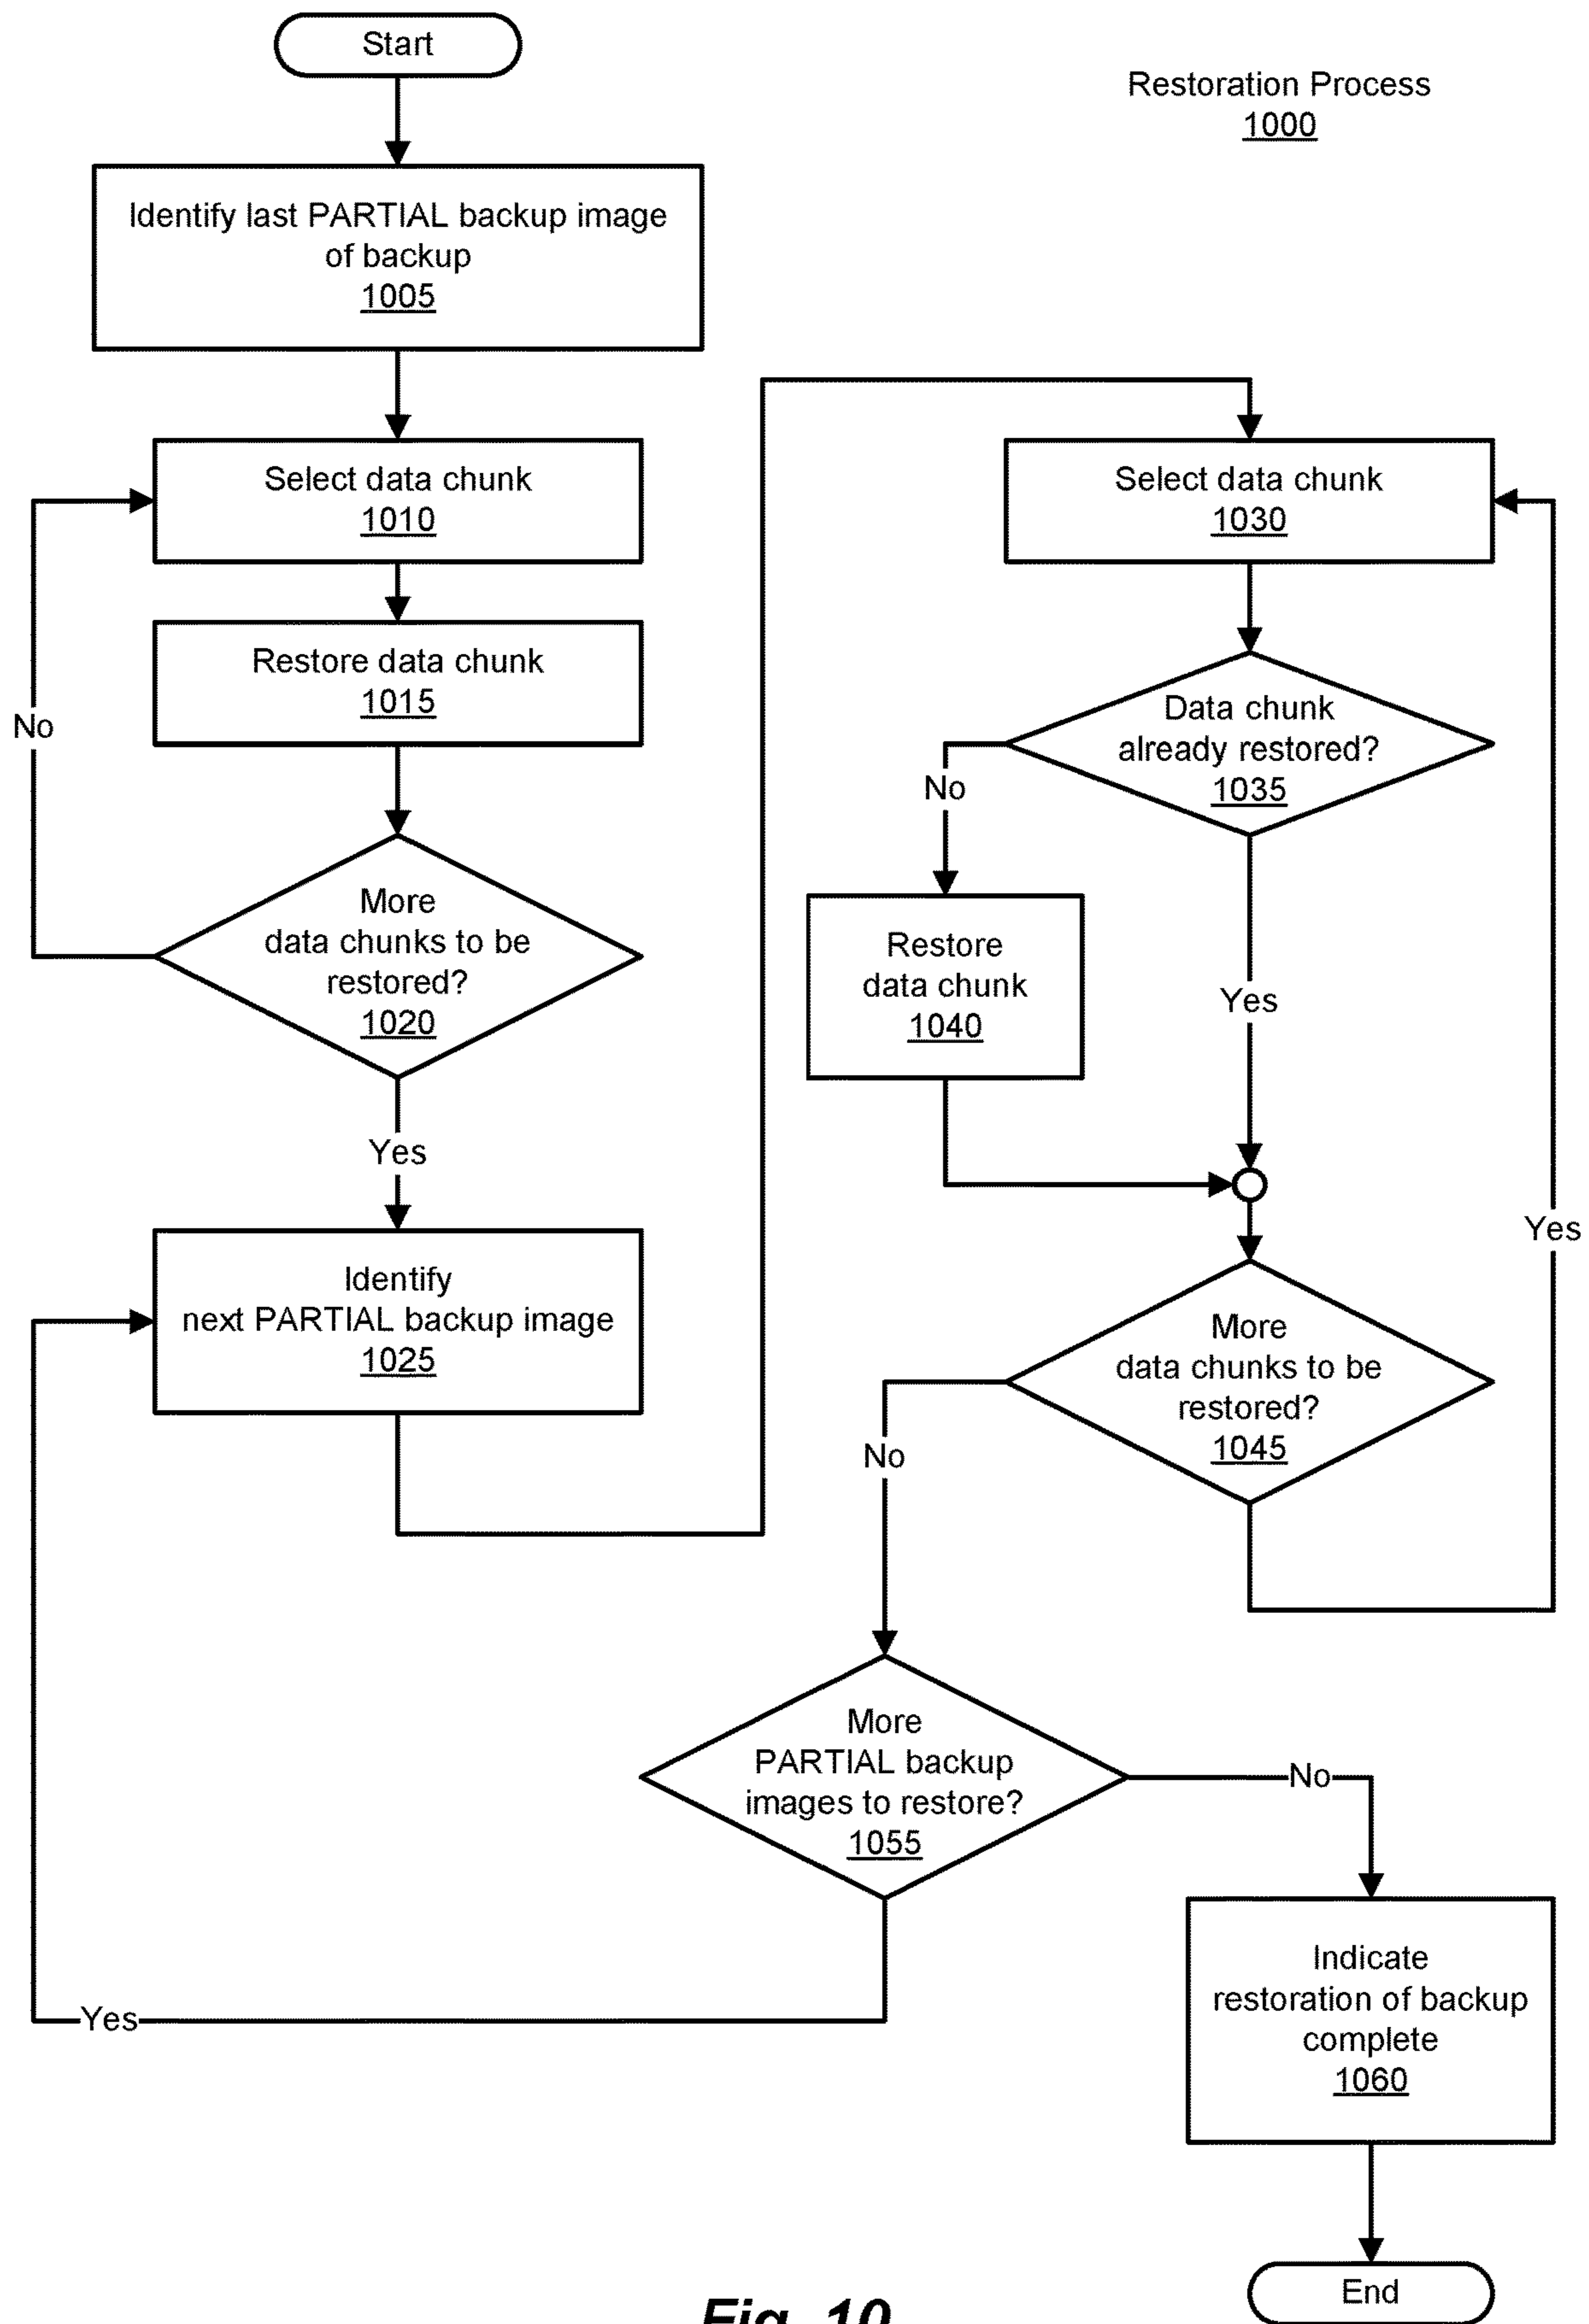 Start
Restoration Process
1000
Identify last PARTIAL backup image
of backup
1005
Select data chunk
1010
Restore data chunk
1015
No
More
data chunks to be
restored?
1020
Yes
Identify
next PARTIAL backup image
1025
Select data chunk
1030
Data chunk
already restored?
1035
No
Restore
data chunk
1040
Yes
More
data chunks to be
restored?
1045
Yes
No
More
PARTIAL backup
images to restore?
1055
No
Yes
Indicate
restoration of backup
complete
1060
End
Fig. 10